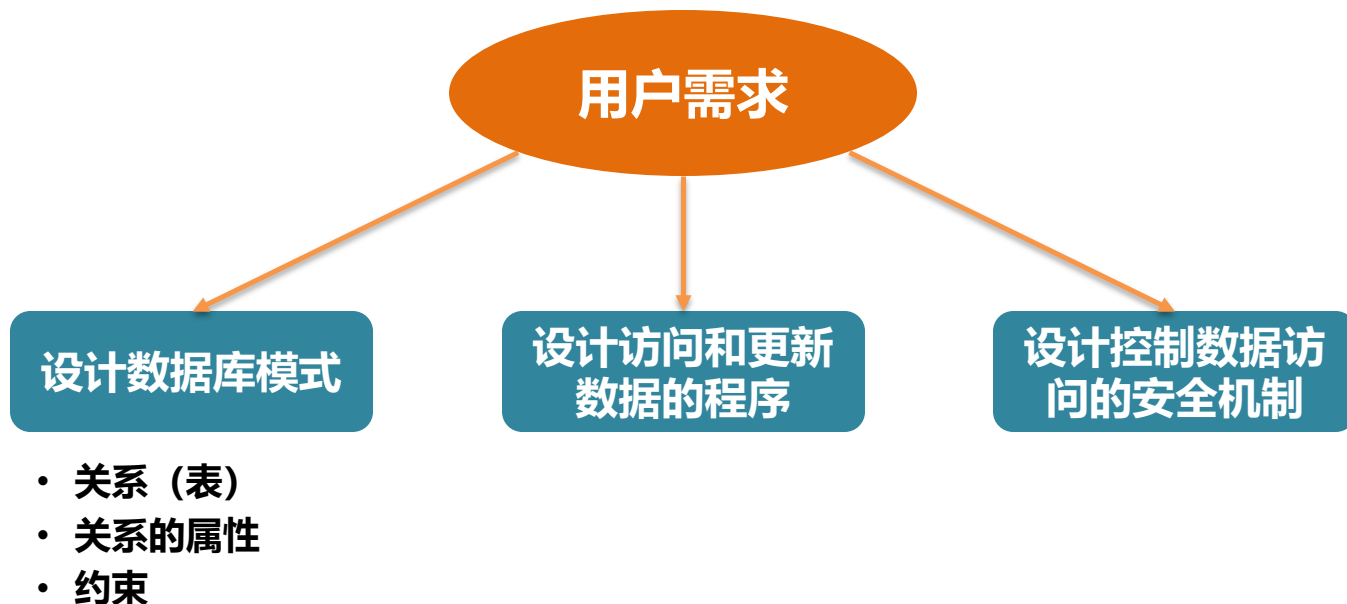 用户需求
设计数据库模式
设计访问和更新
数据的程序
设计控制数据访
问的安全机制
• 关系（表）
• 关系的属性
• 约束